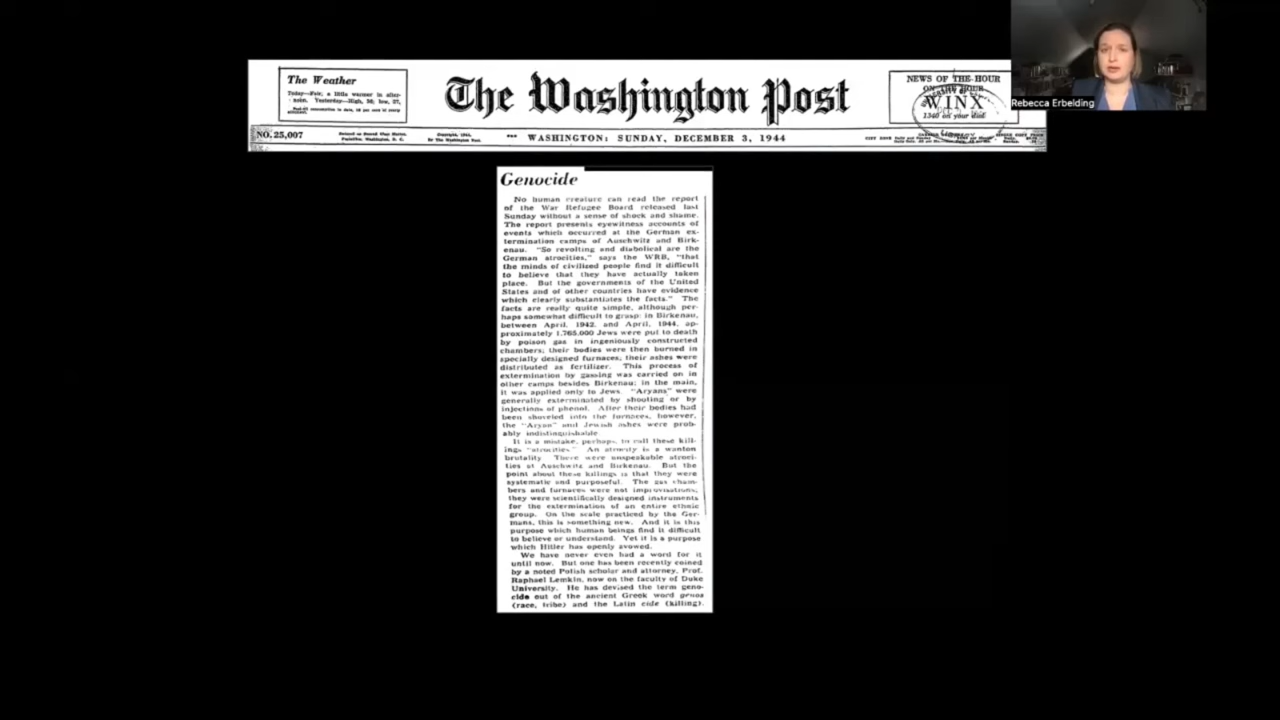 The Weather
Today—Fair, a little warmer in after-
noon. Yesterday—High, 56; low, 37.
The Washington Post
NEWS OF THE HOUR
ON THE HOUR
WINX
1340 on your dial
Rebecca Erbelding
NO. 25,007
WASHINGTON: SUNDAY, DECEMBER 3, 1944
Genocide
No human creature can read the report
of the War Refugee Board released last
Sunday without a sense of shock and shame.
The report presents eyewitness accounts of
events which occurred at the German ex-
termination camps of Auschwitz and Birk-
enau. "So revolting and diabolical are the
German atrocities," says the WRB, "that
the minds of civilized people find it difficult
to believe that they have actually taken
place. But the governments of the United
States and of other countries have evidence
which clearly substantiates the facts." The
facts are really quite simple, although per-
haps somewhat difficult to grasp: in Birkenau,
between April, 1942, and April, 1944, ap-
proximately 1,765,000 Jews were put to death
by poison gas in ingeniously constructed
chambers; their bodies were then burned in
specially designed furnaces; their ashes were
distributed as fertilizer. This process of
extermination by gassing was carried on in
other camps besides Birkenau; in the main,
it was applied only to Jews. "Aryans" were
generally exterminated by shooting or by
injections of phenol. After their bodies had
been shoveled into the furnaces, however,
the "Aryan" and Jewish ashes were prob-
ably indistinguishable.
It is a mistake, perhaps, to call these kill-
ings "atrocities." An atrocity is a wanton
brutality. There were unspeakable atroci-
ties at Auschwitz and Birkenau. But the
point about these killings is that they were
systematic and purposeful. The gas cham-
bers and furnaces were not improvisations;
they were scientifically designed instruments
for the extermination of an entire ethnic
group. On the scale practiced by the Ger-
mans, this is something new. And it is this
purpose which human beings find it difficult
to believe or understand. Yet it is a purpose
which Hitler has openly avowed.
We have never even had a word for it
until now. But one has been recently coined
by a noted Polish scholar and attorney, Prof.
Raphael Lemkin, now on the faculty of Duke
University. He has devised the term geno-
cide out of the ancient Greek word genos
(race, tribe) and the Latin cide (killing).